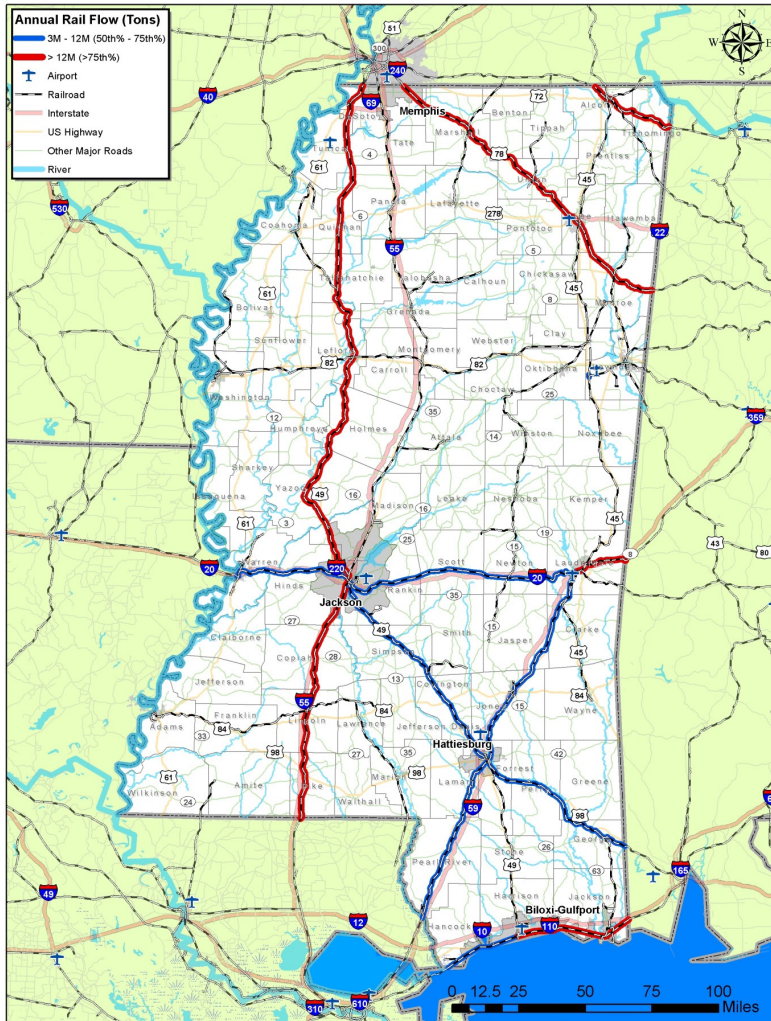 Annual Rail Flow (Tons)
3M - 12M (50th% - 75th%)
> 12M (>75th%)
Airport
Railroad
Interstate
US Highway
Other Major Roads
River
N
W E
S
51
300
240
40
69
72
Memphis
DeSoto
Marshall
Benton
Tippah
Alcorn
Tishomingo
Tunica
Tate
4
78
45
Prentiss
61
Panola
Lafayette
Union
Lee
Itawamba
530
6
278
Pontotoc
22
Coahoma
Quitman
55
5
Tallahatchie
Yalobusha
Calhoun
Chickasaw
61
8
45
Monroe
Bolivar
Grenada
Sunflower
Leflore
Montgomery
Webster
Clay
82
82
82
Carroll
Oktibbeha
Washington
Choctaw
25
12
35
359
Humphreys
Holmes
Attala
14
Winston
Noxubee
Sharkey
Issaquena
Yazoo
49
16
Madison
16
Leake
Neshoba
Kemper
3
61
25
19
45
43
80
15
8
20
Warren
220
Scott
Newton
20
Lauderdale
Hinds
Rankin
Jackson
35
27
49
Smith
15
Jasper
Clarke
Claiborne
Copiah
28
Simpson
45
Jefferson
13
Covington
55
84
Jones
15
84
Wayne
Adams
84
Franklin
Lincoln
Lawrence
Jefferson Davis
33
98
27
35
Hattiesburg
42
61
98
Marion
Lamar
Forrest
Perry
Greene
Wilkinson
24
Amite
Pike
Walthall
59
98
26
George
Pearl River
Stone
49
63
165
49
12
Harrison
Jackson
Biloxi-Gulfport
Hancock
10
110
310
610
0 12.5 25 50 75 100
Miles